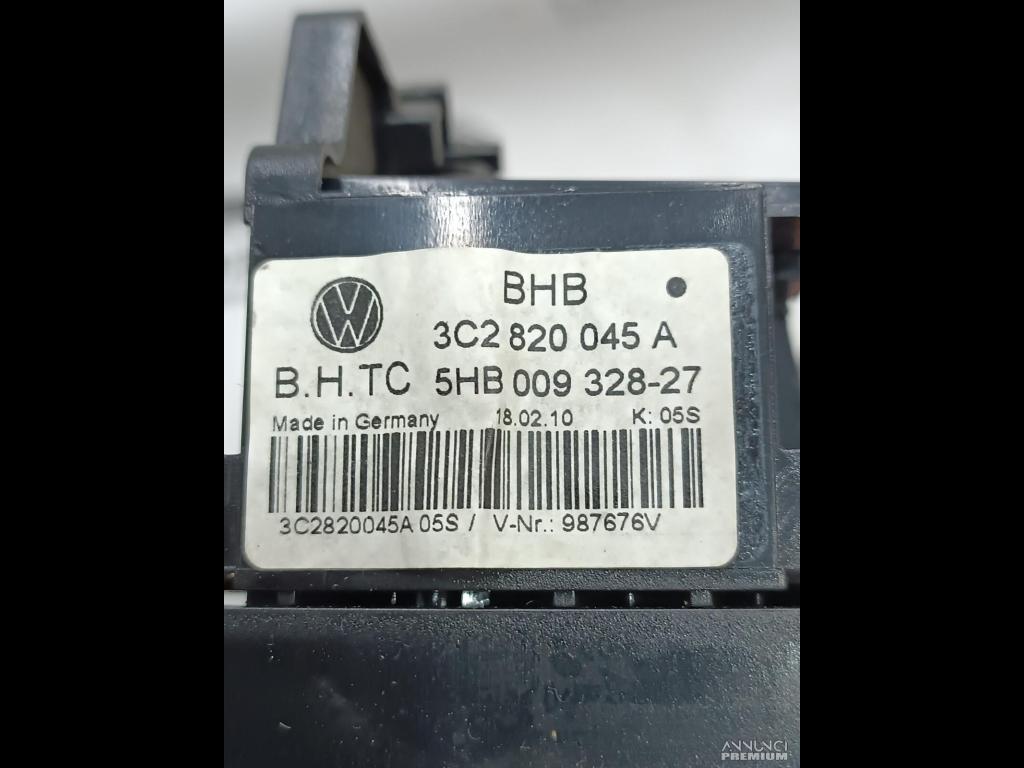 BHB
3C2 820 045 A
B.H.TC 5HB 009 328-27
Made in Germany 18.02.10 K: 05S
3C2820045A 05S / V-Nr.: 987676V
ANNUNCI
PREMIUM